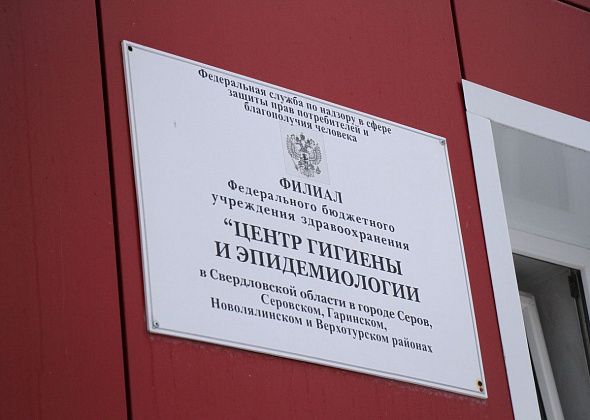 Федеральная служба по надзору в сфере
защиты прав потребителей и
благополучия человека
ФИЛИАЛ
Федерального бюджетного
учреждения здравоохранения
“ЦЕНТР ГИГИЕНЫ
И ЭПИДЕМИОЛОГИИ
в Свердловской области в городе Серов,
Серовском, Гаринском,
Новолялинском и Верхотурском районах